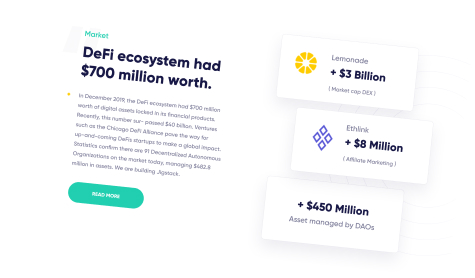 Market
DeFi ecosystem had
$700 million worth.
In December 2019, the DeFi ecosystem had $700 million
worth of digital assets locked in its financial products.
Recently, this number sur- passed $40 billion. Ventures
such as the Chicago DeFi Alliance pave the way for
up-and-coming DeFis startups to make a global impact.
Statistics confirm there are 91 Decentralized Autonomous
Organizations on the market today, managing $482.8
million in assets. We are building Jigstack.
READ MORE
Lemonade
+ $3 Billion
( Market cap DEX )
Ethlink
+ $8 Million
( Affiliate Marketing )
+ $450 Million
Asset managed by DAOs